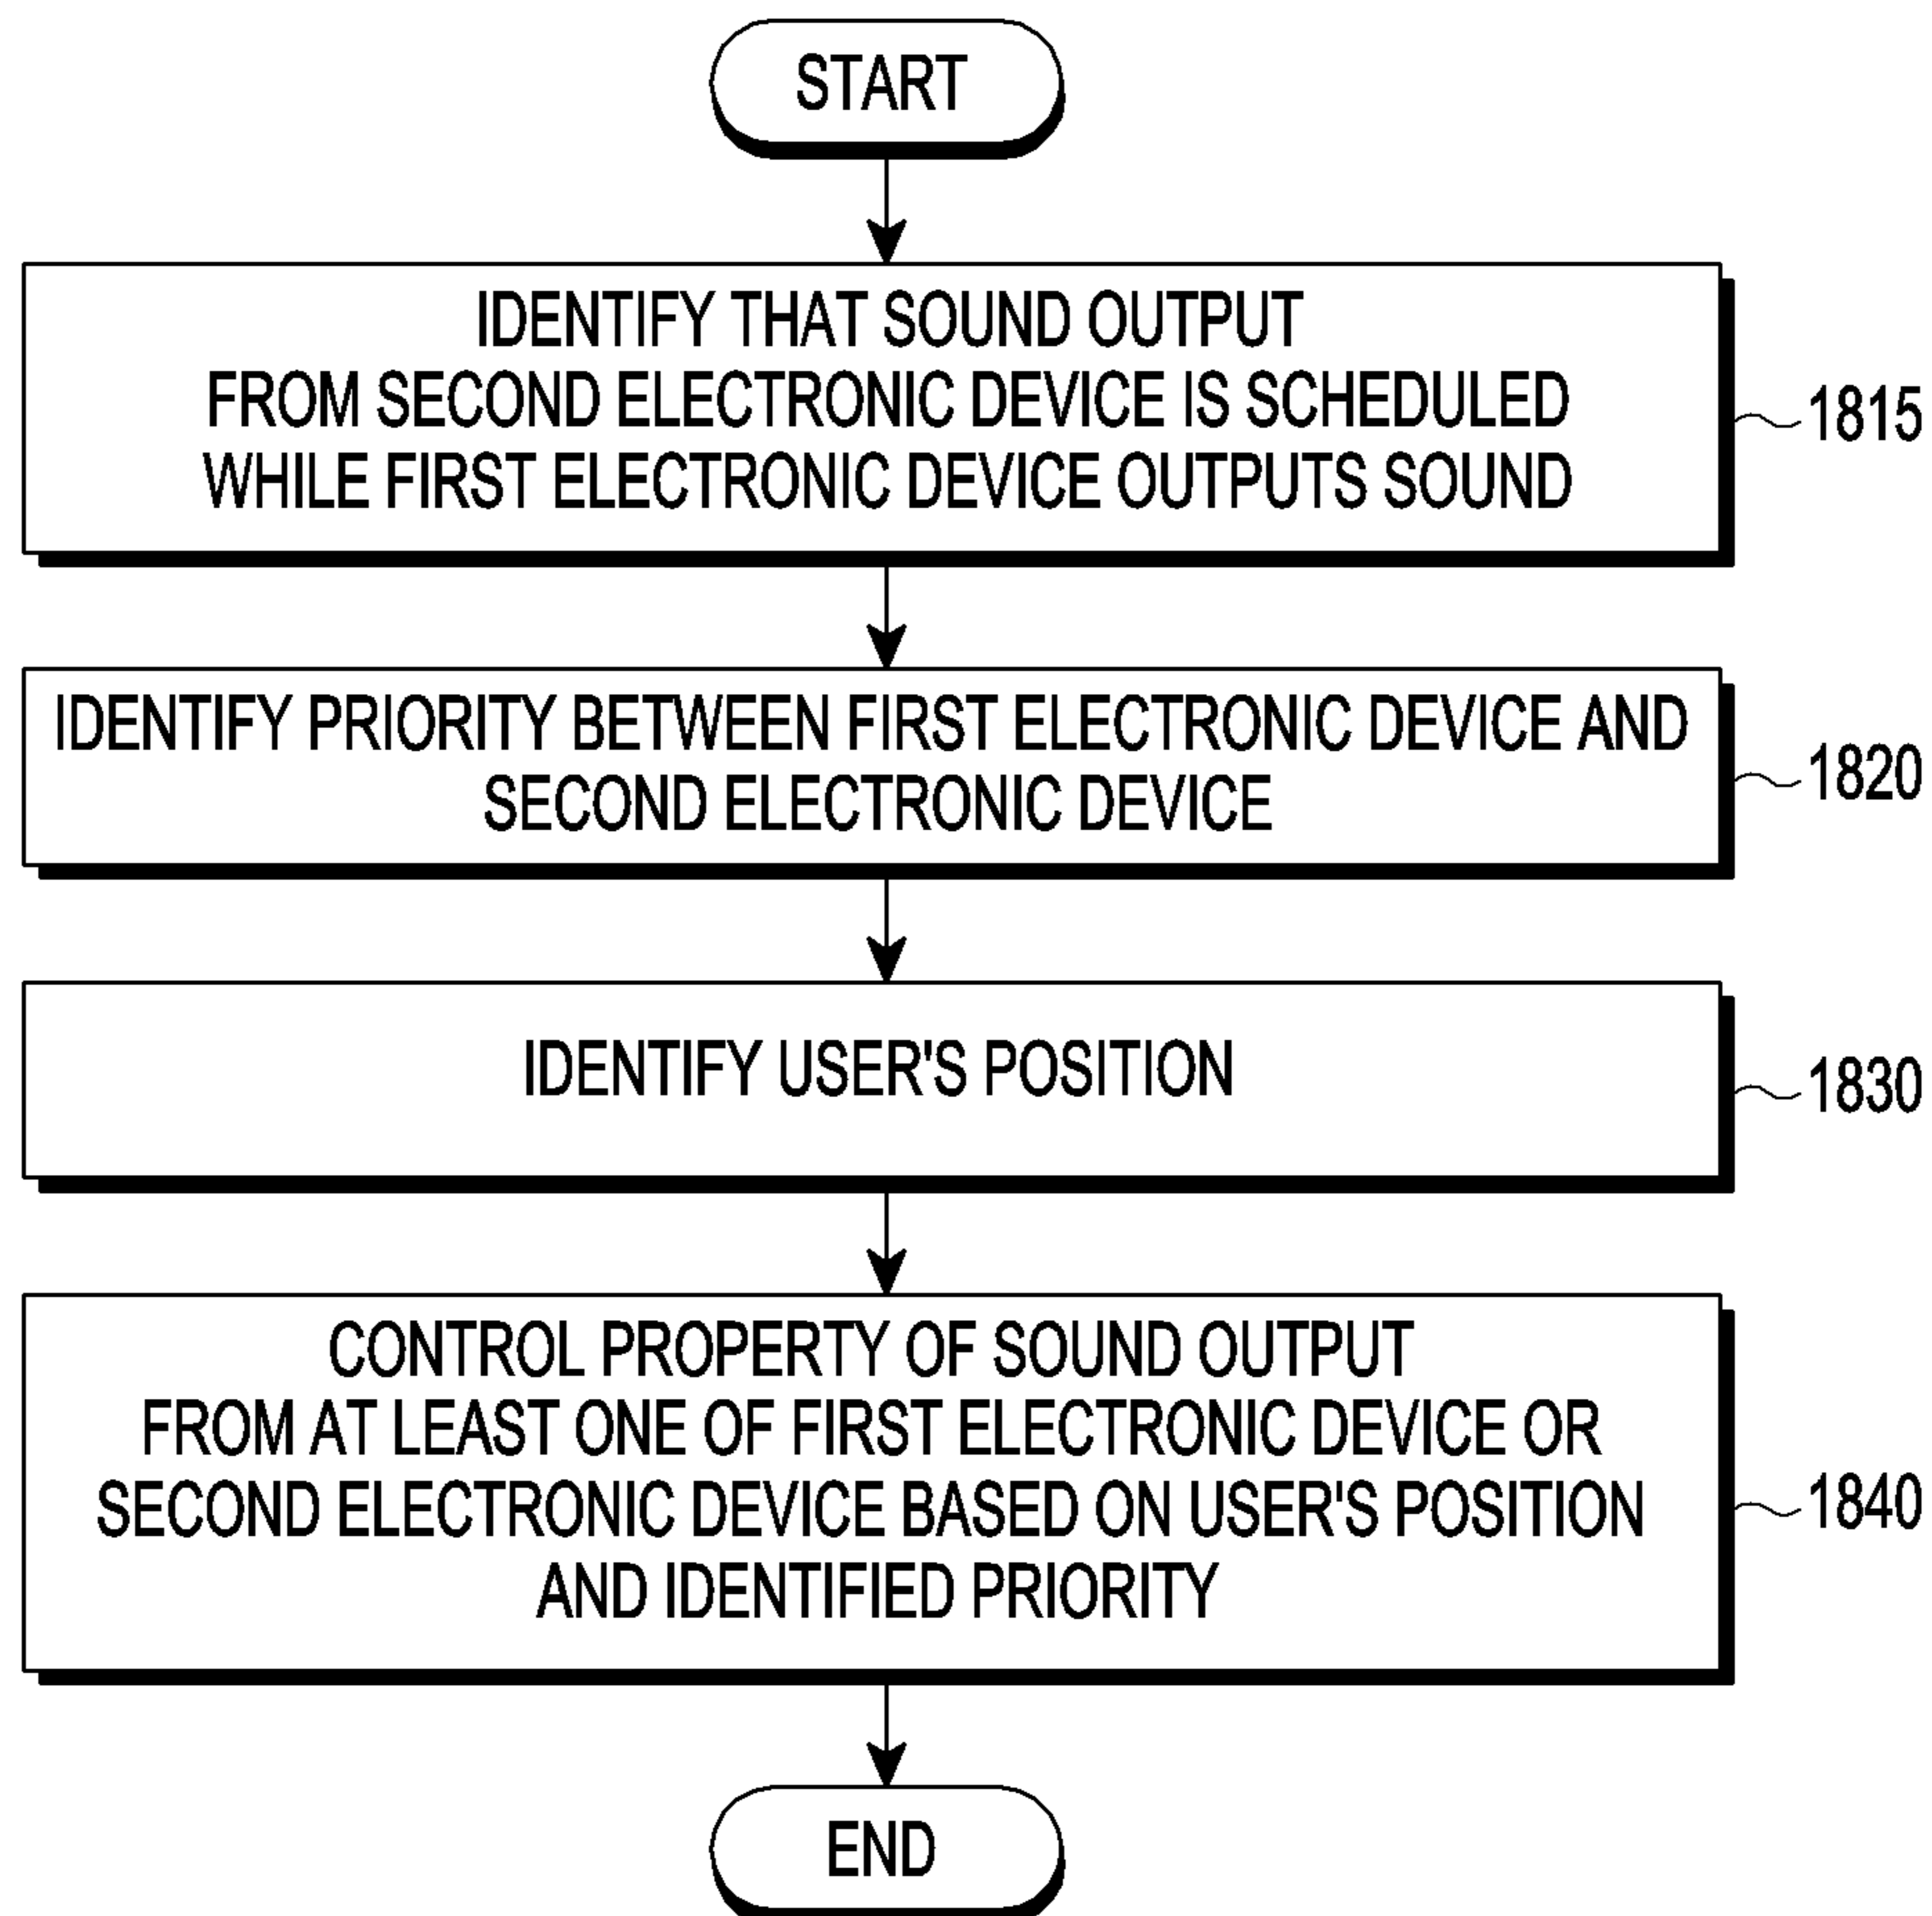 START
IDENTIFY THAT SOUND OUTPUT
FROM SECOND ELECTRONIC DEVICE IS SCHEDULED
WHILE FIRST ELECTRONIC DEVICE OUTPUTS SOUND
1815
IDENTIFY PRIORITY BETWEEN FIRST ELECTRONIC DEVICE AND
SECOND ELECTRONIC DEVICE
1820
IDENTIFY USER'S POSITION
1830
CONTROL PROPERTY OF SOUND OUTPUT
FROM AT LEAST ONE OF FIRST ELECTRONIC DEVICE OR
SECOND ELECTRONIC DEVICE BASED ON USER'S POSITION
AND IDENTIFIED PRIORITY
1840
END